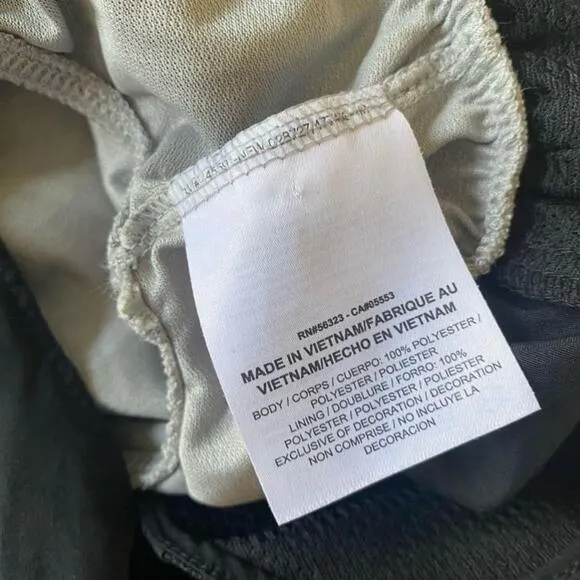 RN#56323 - CA#05553
MADE IN VIETNAM/FABRIQUE AU
VIETNAM/HECHO EN VIETNAM
BODY / CORPS / CUERPO: 100% POLYESTER /
POLYESTER / POLIESTER
LINING / DOUBLURE / FORRO: 100%
POLYESTER / POLYESTER / POLIESTER
EXCLUSIVE OF DECORATION / DECORATION
NON COMPRISE / NO INCLUYE LA
DECORACION